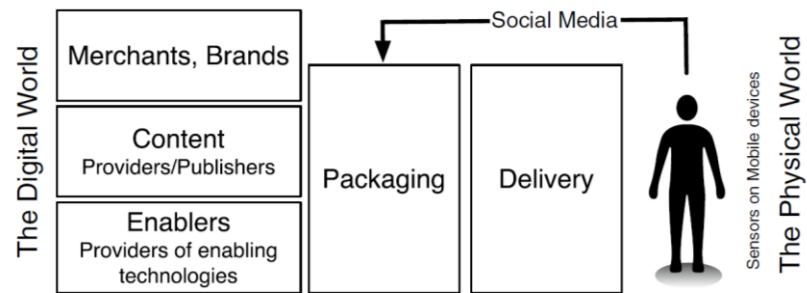 Social Media
The Digital World
Merchants, Brands
Content
Providers/Publishers
Enablers
Providers of enabling
technologies
Packaging
Delivery
Sensors on Mobile devices
The Physical World